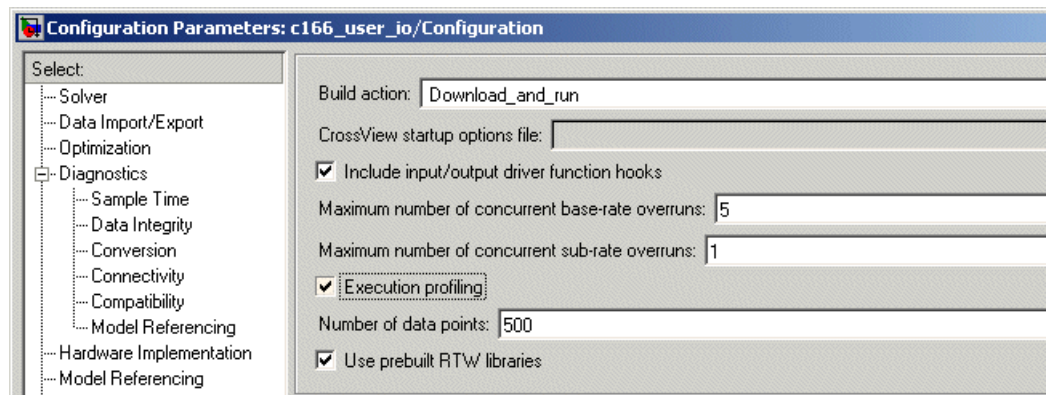 Configuration Parameters: c166_user_io/Configuration
Select:
Solver
Data Import/Export
Optimization
Diagnostics
Sample Time
Data Integrity
Conversion
Connectivity
Compatibility
Model Referencing
Hardware Implementation
Model Referencing
Build action: Download_and_run
CrossView startup options file:
Include input/output driver function hooks
Maximum number of concurrent base-rate overruns: 5
Maximum number of concurrent sub-rate overruns: 1
Execution profiling
Number of data points: 500
Use prebuilt RTW libraries